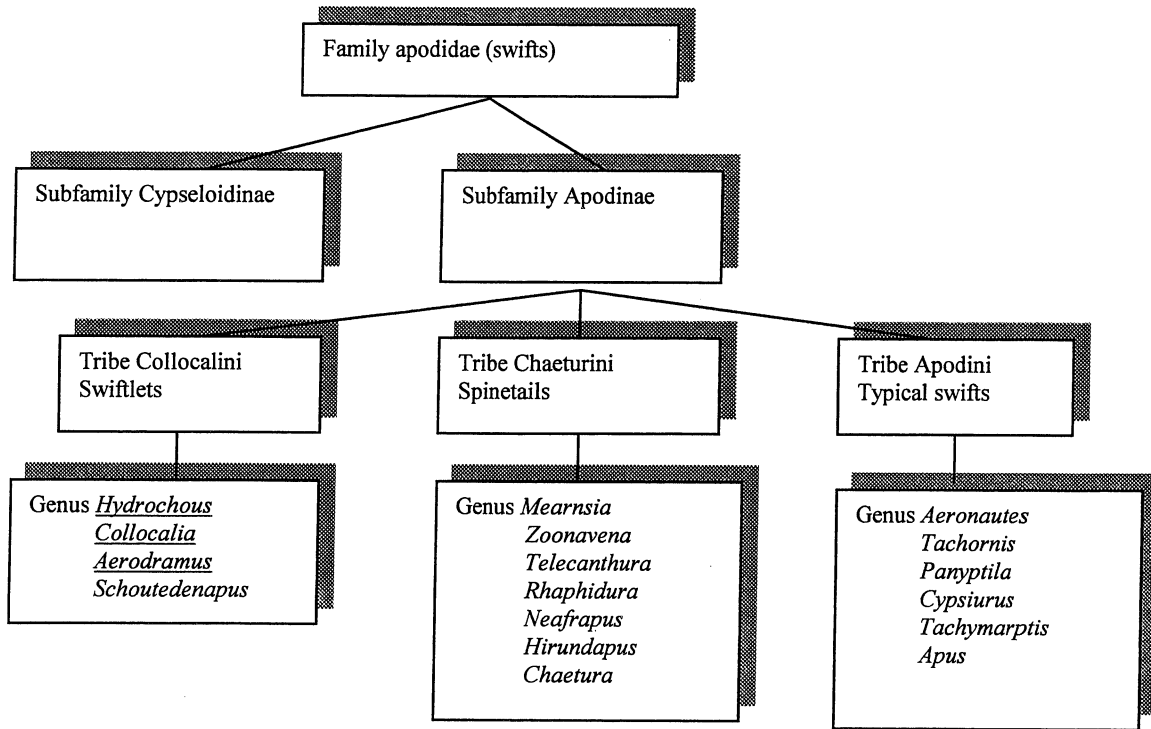 Family apodidae (swifts)
Subfamily Cypseloidinae
Subfamily Apodinae
Tribe Collocalini
Swiftlets
Tribe Chaeturini
Spinetails
Tribe Apodini
Typical swifts
Genus Hydrochous
Collocalia
Aerodramus
Schoutedenapus
Genus Mearnsia
Zoonavena
Telecanthura
Rhaphidura
Neafrapus
Hirundapus
Chaetura
Genus Aeronautes
Tachornis
Panyptila
Cypsiurus
Tachymarptis
Apus